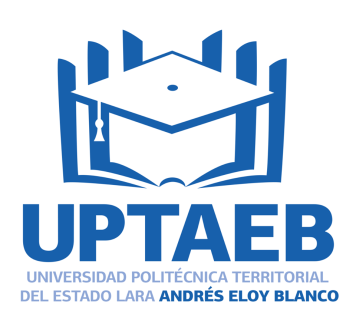 UPTAEB
UNIVERSIDAD POLITÉCNICA TERRITORIAL
DEL ESTADO LARA ANDRÉS ELOY BLANCO